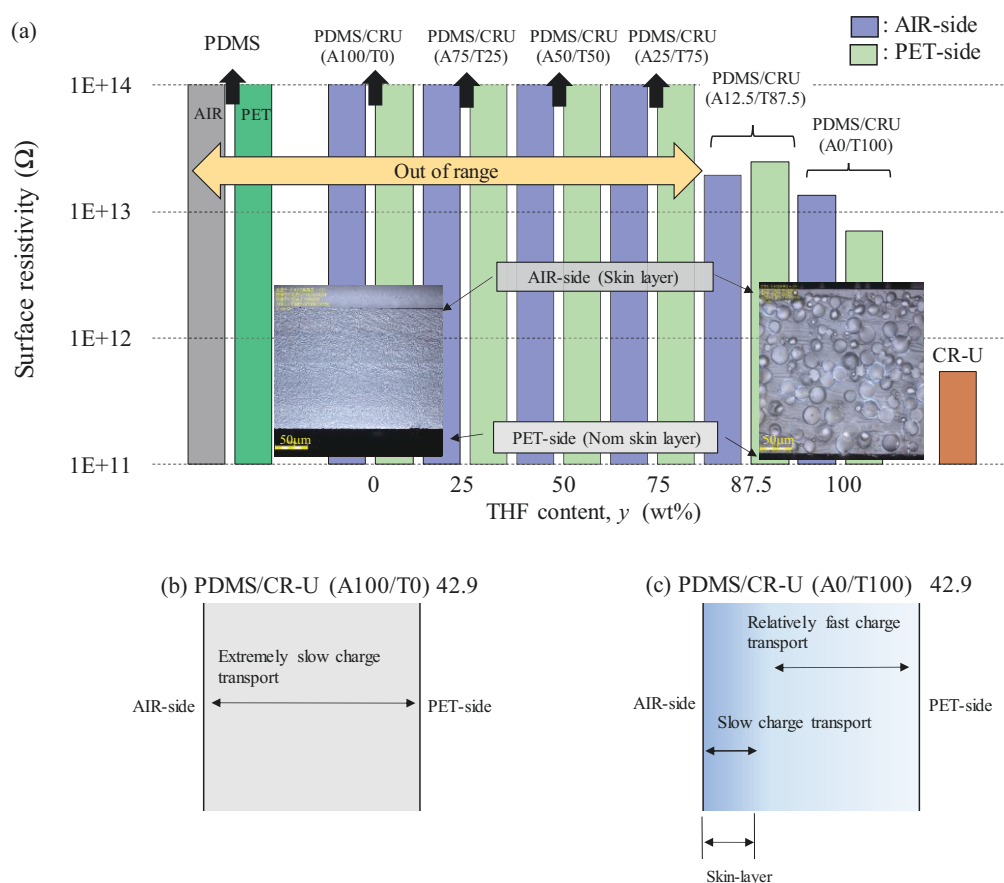 (a)
PDMS
PDMS/CRU
(A100/T0)
PDMS/CRU
(A75/T25)
PDMS/CRU
(A50/T50)
PDMS/CRU
(A25/T75)
: AIR-side
: PET-side
PDMS/CRU
(A12.5/T87.5)
PDMS/CRU
(A0/T100)
1E+14
1E+13
1E+12
1E+11
Surface resistivity (Ω)
AIR
PET
Out of range
AIR-side (Skin layer)
PET-side (Nom skin layer)
50μm
50μm
CR-U
0
25
50
75
87.5
100
THF content, y (wt%)
(b) PDMS/CR-U (A100/T0) 42.9
Extremely slow charge
transport
AIR-side
PET-side
(c) PDMS/CR-U (A0/T100) 42.9
Relatively fast charge
transport
AIR-side
PET-side
Slow charge transport
Skin-layer